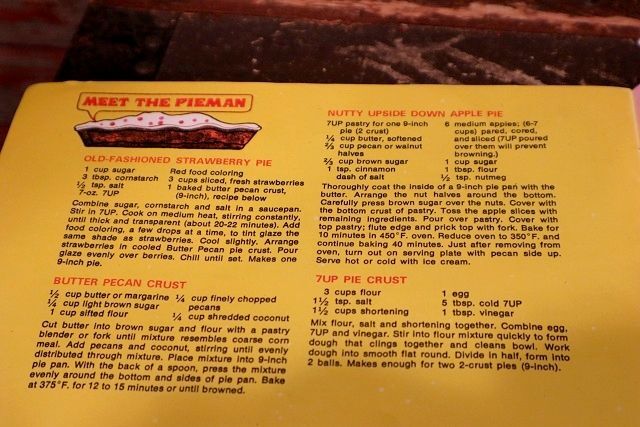 MEET THE PIEMAN
OLD-FASHIONED STRAWBERRY PIE
1 cup sugar
3 tbsp. cornstarch
½ tsp. salt
7-oz. 7UP
Red food coloring
3 cups sliced, fresh strawberries
1 baked butter pecan crust,
(9-inch), recipe below
Combine sugar, cornstarch and salt in a saucepan.
Stir in 7UP. Cook on medium heat, stirring constantly,
until thick and transparent (about 20-22 minutes). Add
food coloring, a few drops at a time, to tint glaze the
same shade as strawberries. Cool slightly. Arrange
strawberries in cooled Butter Pecan pie crust. Pour
glaze evenly over berries. Chill until set. Makes one
9-inch pie.
BUTTER PECAN CRUST
½ cup butter or margarine
¼ cup light brown sugar
1 cup sifted flour
¼ cup finely chopped
pecans
¼ cup shredded coconut
Cut butter into brown sugar and flour with a pastry
blender or fork until mixture resembles coarse corn
meal. Add pecans and coconut, stirring until evenly
distributed through mixture. Place mixture into 9-inch
pie pan. With the back of a spoon, press the mixture
evenly around the bottom and sides of pie pan. Bake
at 375°F. for 12 to 15 minutes or until browned.
NUTTY UPSIDE DOWN APPLE PIE
7UP pastry for one 9-inch
pie (2 crust)
¼ cup butter, softened
⅔ cup pecan or walnut
halves
⅔ cup brown sugar
1 tsp. cinnamon
dash of salt
6 medium apples; (6-7
cups) pared, cored,
and sliced (7UP poured
over them will prevent
browning.)
1 cup sugar
1 tbsp. flour
½ tsp. nutmeg
Thoroughly coat the inside of a 9-inch pie pan with the
butter. Arrange the nut halves around the bottom.
Carefully press brown sugar over the nuts. Cover with
the bottom crust of pastry. Toss the apple slices with
remaining ingredients. Pour over pastry. Cover with
top pastry; flute edge and prick top with fork. Bake for
10 minutes in 450°F. oven. Reduce oven to 350°F. and
continue baking 40 minutes. Just after removing from
oven, turn out on serving plate with pecan side up.
Serve hot or cold with ice cream.
7UP PIE CRUST
3 cups flour
1½ tsp. salt
1½ cups shortening
1 egg
5 tbsp. cold 7UP
1 tbsp. vinegar
Mix flour, salt and shortening together. Combine egg,
7UP and vinegar. Stir into flour mixture quickly to form
dough that clings together and cleans bowl. Work
dough into smooth flat round. Divide in half, form into
2 balls. Makes enough for two 2-crust pies (9-inch).